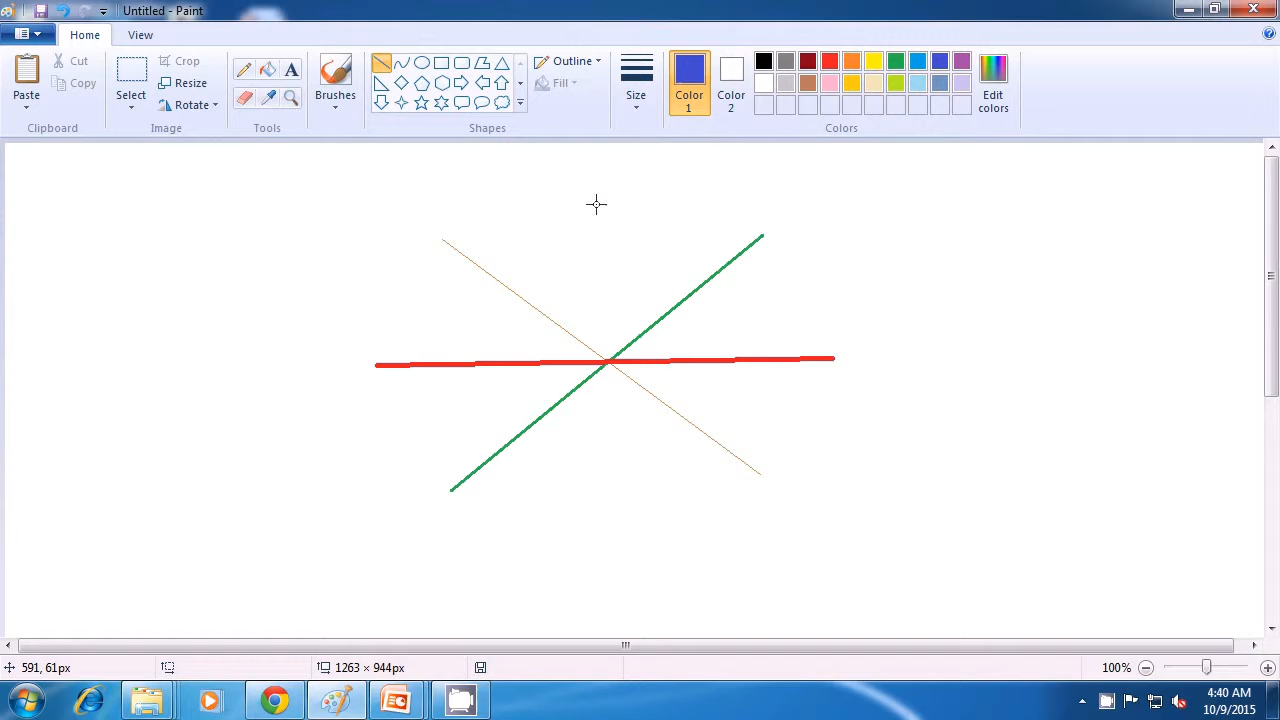 Untitled - Paint
Home View
Paste
Cut
Copy
Clipboard
Select
Crop
Resize
Rotate
Image
A
Tools
Brushes
Outline
Fill
Shapes
Size
Color 1
Color 2
Edit colors
Colors
591, 61px
1263 × 944px
100%
4:40 AM
10/9/2015